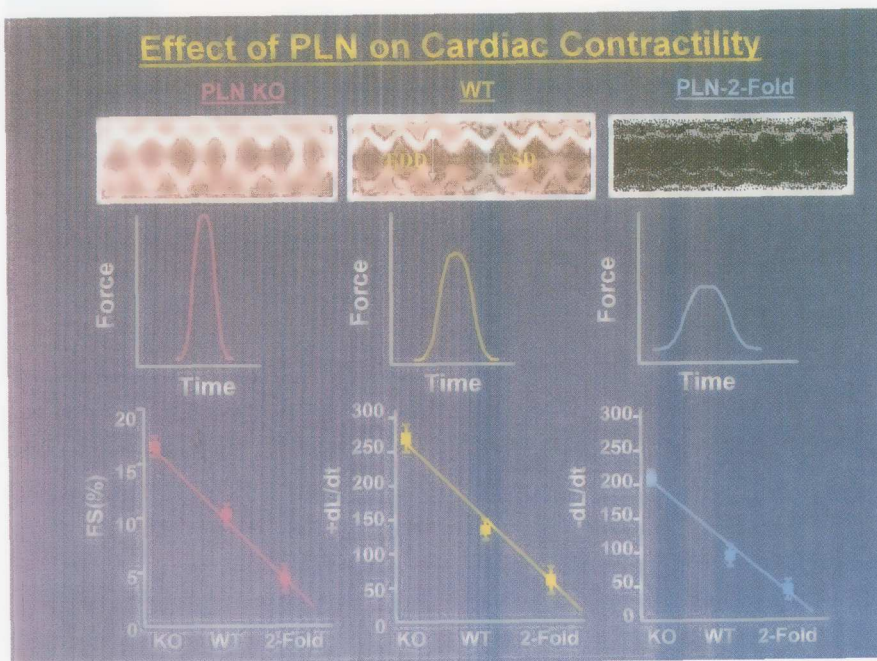 Effect of PLN on Cardiac Contractility
PLN KO
WT
PLN-2-Fold
EDD
ESD
Force
Time
Force
Time
Force
Time
FS(%)
20
15
10
5
0
KO WT 2-Fold
+dL/dt
300
250
200
150
100
50
0
KO WT 2-Fold
-dL/dt
300
250
200
150
100
50
0
KO WT 2-Fold